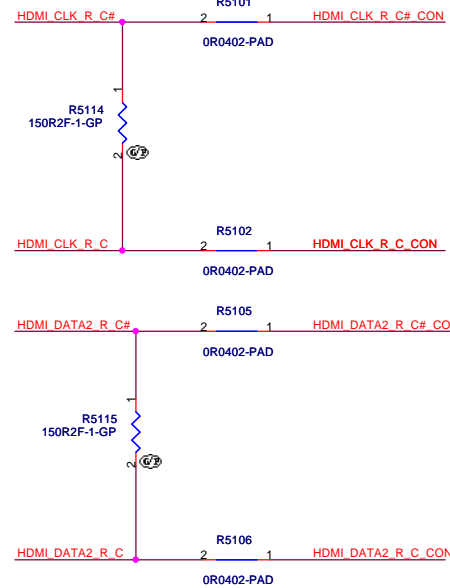 R5101
HDMI_CLK_R_C# 2 1 HDMI_CLK_R_C#_CON
0R0402-PAD
1
R5114
150R2F-1-GP
2 G/P
R5102
HDMI_CLK_R_C 2 1 HDMI_CLK_R_C_CON
0R0402-PAD
R5105
HDMI_DATA2_R_C# 2 1 HDMI_DATA2_R_C#_CO
0R0402-PAD
1
R5115
150R2F-1-GP
2 G/P
R5106
HDMI_DATA2_R_C 2 1 HDMI_DATA2_R_C_CON
0R0402-PAD